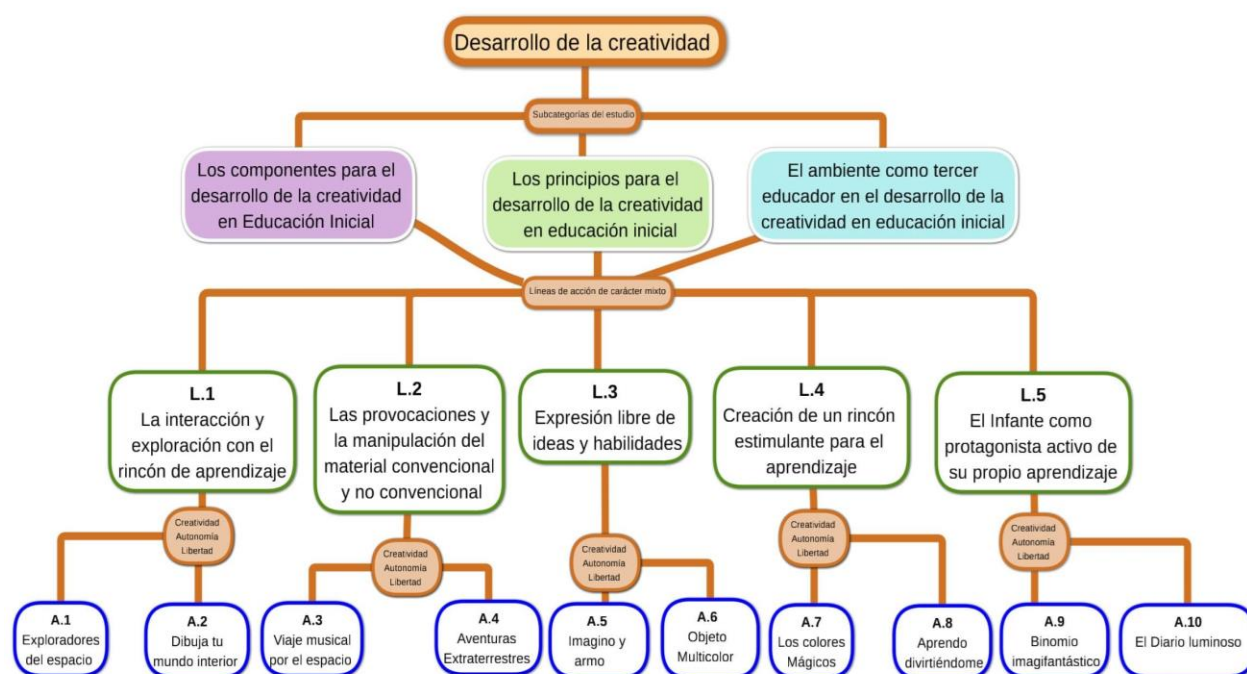 Desarrollo de la creatividad
Subcategorías del estudio
Los componentes para el
desarrollo de la creatividad
en Educación Inicial
Los principios para el
desarrollo de la creatividad
en educación inicial
El ambiente como tercer
educador en el desarrollo de la
creatividad en educación inicial
Líneas de acción de carácter mixto
L.1
La interacción y
exploración con el
rincón de aprendizaje
L.2
Las provocaciones y
la manipulación del
material convencional
y no convencional
L.3
Expresión libre de
ideas y habilidades
L.4
Creación de un rincón
estimulante para el
aprendizaje
L.5
El Infante como
protagonista activo de
su propio aprendizaje
Creatividad
Autonomía
Libertad
Creatividad
Autonomía
Libertad
Creatividad
Autonomía
Libertad
Creatividad
Autonomía
Libertad
Creatividad
Autonomía
Libertad
A.1
Exploradores
del espacio
A.2
Dibuja tu
mundo interior
A.3
Viaje musical
por el espacio
A.4
Aventuras
Extraterrestres
A.5
Imagino y
armo
A.6
Objeto
Multicolor
A.7
Los colores
Mágicos
A.8
Aprendo
divirtiéndome
A.9
Binomio
imagifantástico
A.10
El Diario luminoso